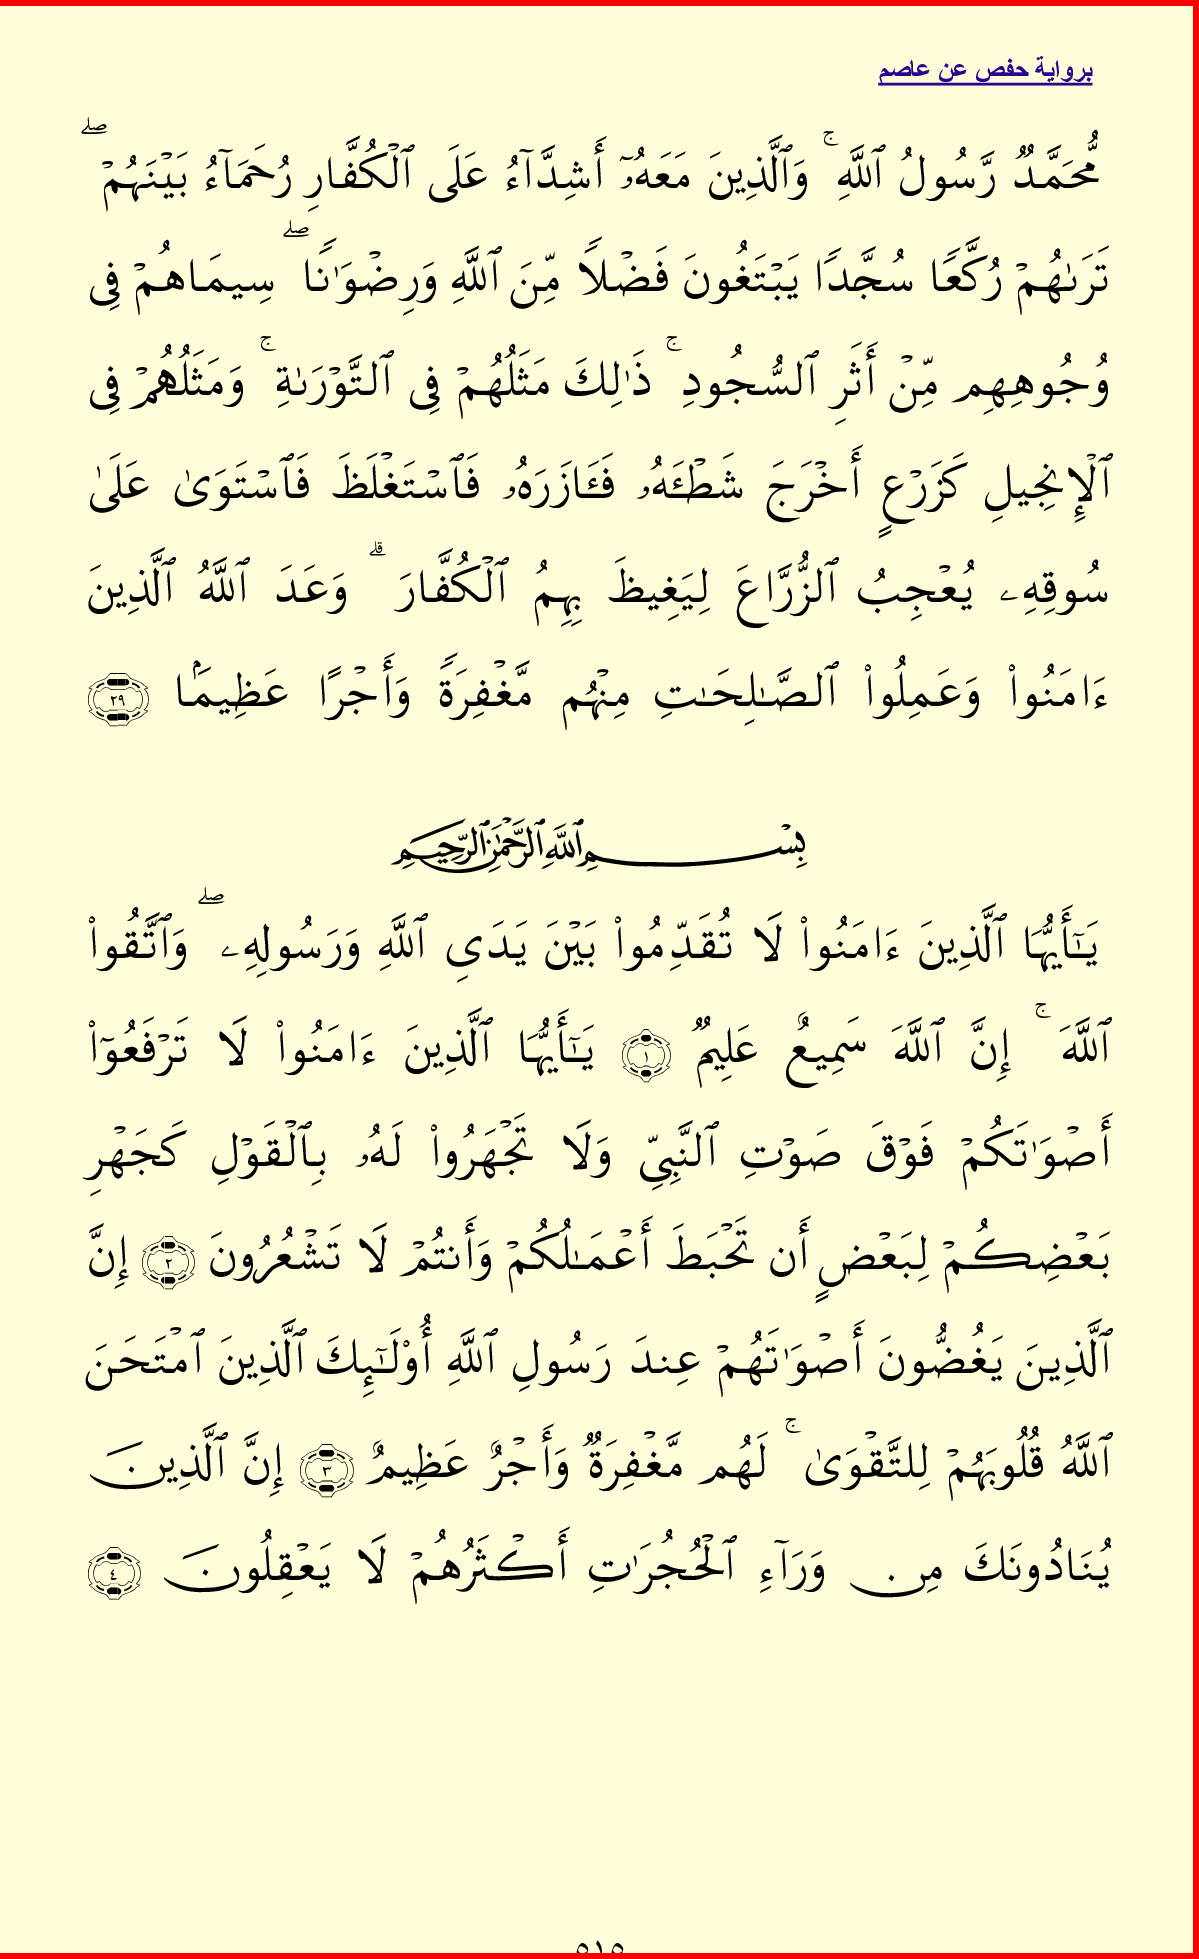 برواية حفص عن عاصم
مُّحَمَّدٌ رَّسُولُ ٱللَّهِ ۚ وَٱلَّذِينَ مَعَهُۥٓ أَشِدَّآءُ عَلَى ٱلْكُفَّارِ رُحَمَآءُ بَيْنَهُمْ ۖ
تَرَىٰهُمْ رُكَّعًا سُجَّدًا يَبْتَغُونَ فَضْلًا مِّنَ ٱللَّهِ وَرِضْوَٰنًا ۖ سِيمَاهُمْ فِى
وُجُوهِهِم مِّنْ أَثَرِ ٱلسُّجُودِ ۚ ذَٰلِكَ مَثَلُهُمْ فِى ٱلتَّوْرَىٰةِ ۚ وَمَثَلُهُمْ فِى
ٱلْإِنجِيلِ كَزَرْعٍ أَخْرَجَ شَطْـَٔهُۥ فَـَٔازَرَهُۥ فَٱسْتَغْلَظَ فَٱسْتَوَىٰ عَلَىٰ
سُوقِهِۦ يُعْجِبُ ٱلزُّرَّاعَ لِيَغِيظَ بِهِمُ ٱلْكُفَّارَ ۗ وَعَدَ ٱللَّهُ ٱلَّذِينَ
ءَامَنُوا۟ وَعَمِلُوا۟ ٱلصَّـٰلِحَـٰتِ مِنْهُم مَّغْفِرَةً وَأَجْرًا عَظِيمًۢا ٢٩
بِسْمِ ٱللَّهِ ٱلرَّحْمَـٰنِ ٱلرَّحِيمِ
يَـٰٓأَيُّهَا ٱلَّذِينَ ءَامَنُوا۟ لَا تُقَدِّمُوا۟ بَيْنَ يَدَىِ ٱللَّهِ وَرَسُولِهِۦ ۖ وَٱتَّقُوا۟
ٱللَّهَ ۚ إِنَّ ٱللَّهَ سَمِيعٌ عَلِيمٌ ١ يَـٰٓأَيُّهَا ٱلَّذِينَ ءَامَنُوا۟ لَا تَرْفَعُوٓا۟
أَصْوَٰتَكُمْ فَوْقَ صَوْتِ ٱلنَّبِىِّ وَلَا تَجْهَرُوا۟ لَهُۥ بِٱلْقَوْلِ كَجَهْرِ
بَعْضِكُمْ لِبَعْضٍ أَن تَحْبَطَ أَعْمَـٰلُكُمْ وَأَنتُمْ لَا تَشْعُرُونَ ٢ إِنَّ
ٱلَّذِينَ يَغُضُّونَ أَصْوَٰتَهُمْ عِندَ رَسُولِ ٱللَّهِ أُو۟لَـٰٓئِكَ ٱلَّذِينَ ٱمْتَحَنَ
ٱللَّهُ قُلُوبَهُمْ لِلتَّقْوَىٰ ۚ لَهُم مَّغْفِرَةٌ وَأَجْرٌ عَظِيمٌ ٣ إِنَّ ٱلَّذِينَ
يُنَادُونَكَ مِن وَرَآءِ ٱلْحُجُرَٰتِ أَكْثَرُهُمْ لَا يَعْقِلُونَ ٤
٥١٥